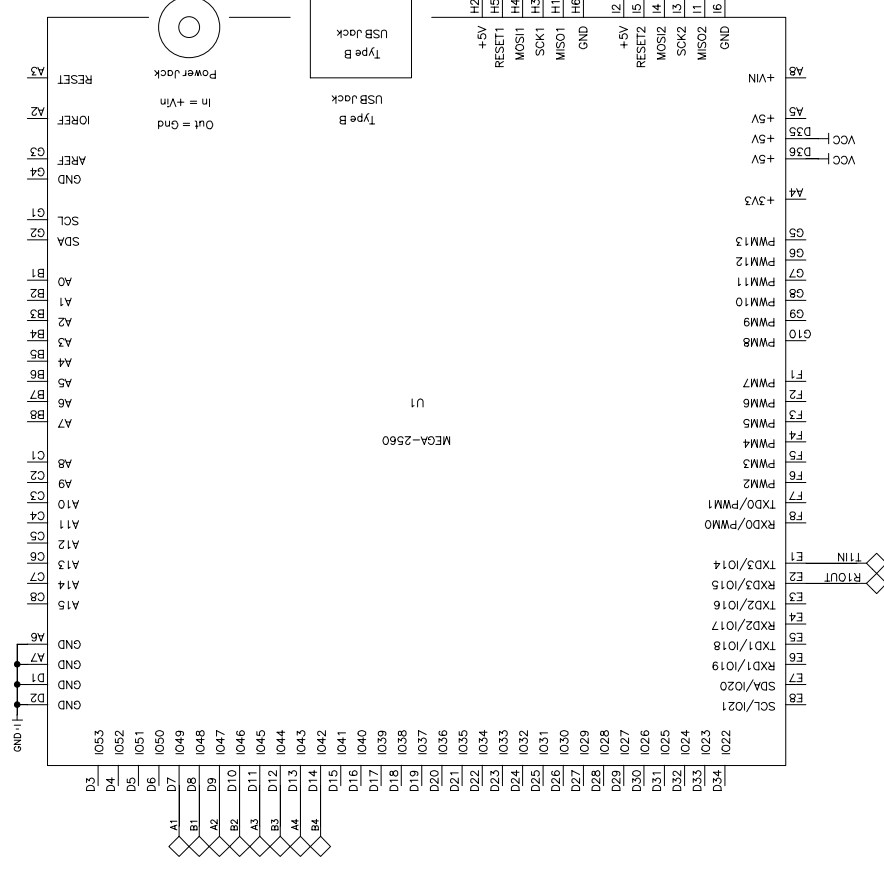 H2 H5 H4 H3 H1 H6
+5V RESET1 MOSI1 SCK1 MISO1 GND
I2 I5 I4 I3 I1 I6
+5V RESET2 MOSI2 SCK2 MISO2 GND
Type B
USB Jack
Type B
USB Jack
Power Jack
In = +Vin
Out = Gnd
A3 RESET
A2 IOREF
G3 AREF
G4 GND
G1 SCL
G2 SDA
B1 A0
B2 A1
B3 A2
B4 A3
B5 A4
B6 A5
B7 A6
B8 A7
C1 A8
C2 A9
C3 A10
C4 A11
C5 A12
C6 A13
C7 A14
C8 A15
A6 GND
A7 GND
D1 GND
D2 GND
GND
U1
MEGA-2560
+VIN A8
+5V A5
+5V D35 VCC
+5V D36 VCC
+3V3 A4
PWM13 G5
PWM12 G6
PWM11 G7
PWM10 G8
PWM9 G9
PWM8 G10
PWM7 F1
PWM6 F2
PWM5 F3
PWM4 F4
PWM3 F5
PWM2 F6
TXD0/PWM1 F7
RXD0/PWM0 F8
TXD3/IO14 E1 T1IN
RXD3/IO15 E2 R1OUT
TXD2/IO16 E3
RXD2/IO17 E4
TXD1/IO18 E5
RXD1/IO19 E6
SDA/IO20 E7
SCL/IO21 E8
IO53 IO52 IO51 IO50 IO49 IO48 IO47 IO46 IO45 IO44 IO43 IO42 IO41 IO40 IO39 IO38 IO37 IO36 IO35 IO34 IO33 IO32 IO31 IO30 IO29 IO28 IO27 IO26 IO25 IO24 IO23 IO22
D3 D4 D5 D6 D7 D8 D9 D10 D11 D12 D13 D14 D15 D16 D17 D18 D19 D20 D21 D22 D23 D24 D25 D26 D27 D28 D29 D30 D31 D32 D33 D34
A1 B1 A2 B2 A3 B3 A4 B4